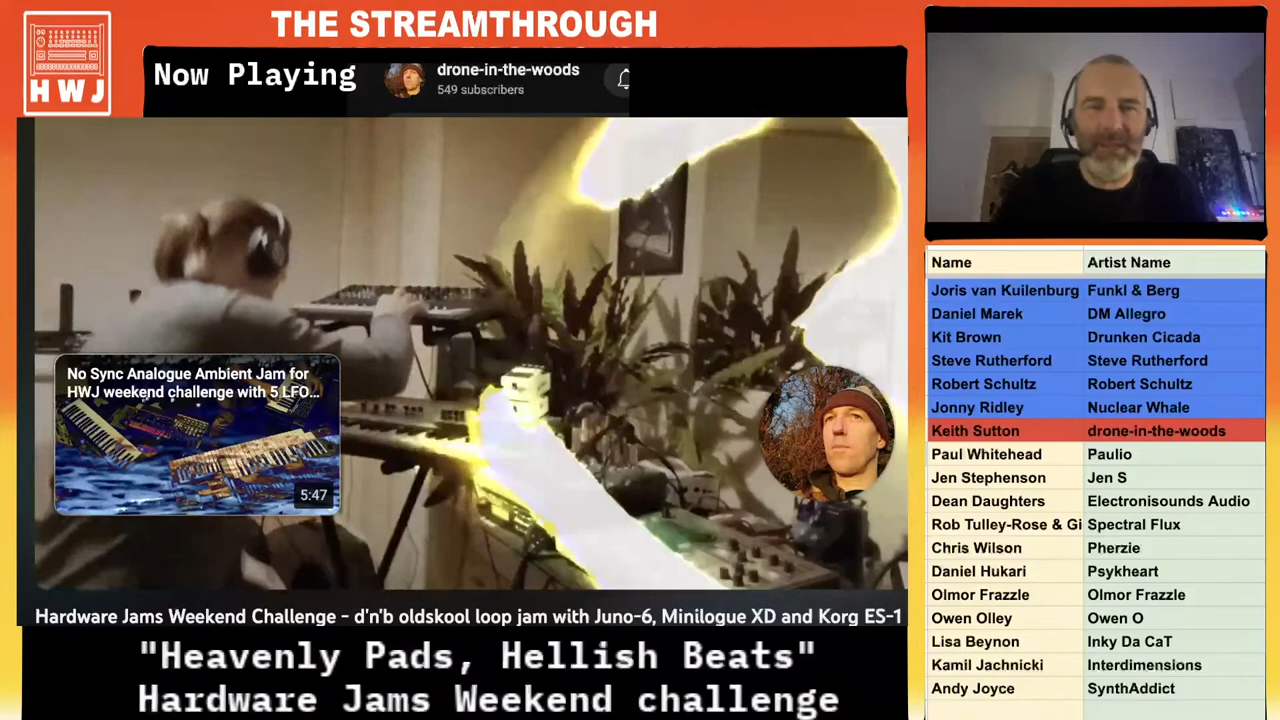 THE STREAMTHROUGH
HWJ
Now Playing
drone-in-the-woods
549 subscribers
No Sync Analogue Ambient Jam for
HWJ weekend challenge with 5 LFO...
5:47
Hardware Jams Weekend Challenge - d'n'b oldskool loop jam with Juno-6, Minilogue XD and Korg ES-1
"Heavenly Pads, Hellish Beats"
Hardware Jams Weekend challenge
Name Artist Name
Joris van Kuilenburg Funkl & Berg
Daniel Marek DM Allegro
Kit Brown Drunken Cicada
Steve Rutherford Steve Rutherford
Robert Schultz Robert Schultz
Jonny Ridley Nuclear Whale
Keith Sutton drone-in-the-woods
Paul Whitehead Paulio
Jen Stephenson Jen S
Dean Daughters Electronisounds Audio
Rob Tulley-Rose & Gi Spectral Flux
Chris Wilson Pherzie
Daniel Hukari Psykheart
Olmor Frazzle Olmor Frazzle
Owen Olley Owen O
Lisa Beynon Inky Da CaT
Kamil Jachnicki Interdimensions
Andy Joyce SynthAddict